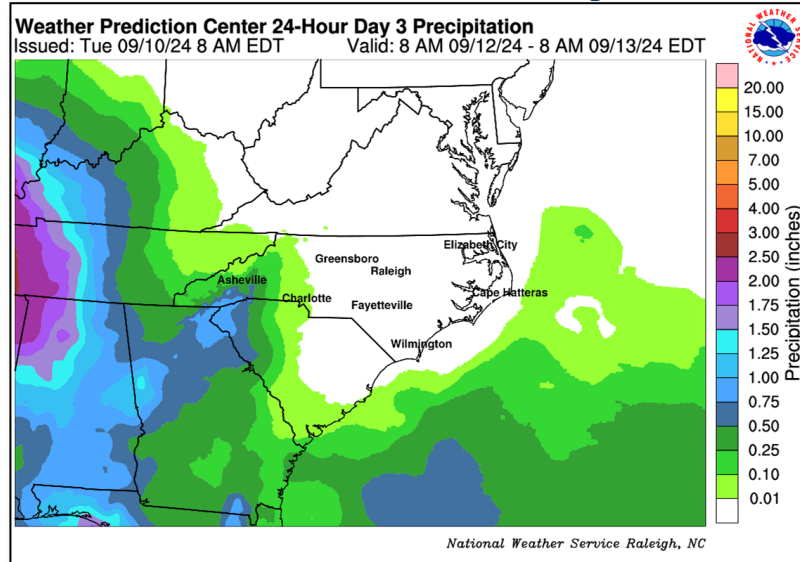 Weather Prediction Center 24-Hour Day 3 Precipitation
Issued: Tue 09/10/24 8 AM EDT Valid: 8 AM 09/12/24 - 8 AM 09/13/24 EDT
NATIONAL WEATHER SERVICE
20.00
15.00
10.00
7.00
5.00
4.00
3.00
2.50
2.00
1.75
1.50
1.25
1.00
0.75
0.50
0.25
0.10
0.01
Precipitation (inches)
Elizabeth City
Greensboro
Raleigh
Asheville
Charlotte
Cape Hatteras
Fayetteville
Wilmington
National Weather Service Raleigh, NC